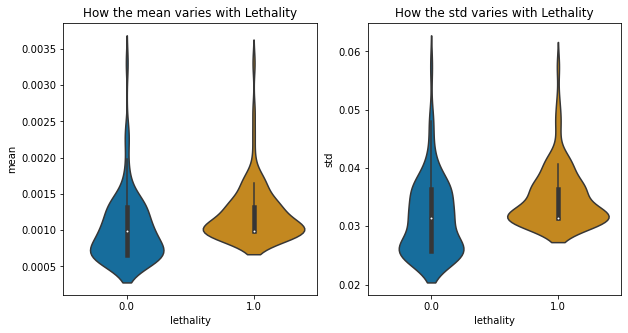 How the mean varies with Lethality
How the std varies with Lethality
0.0035
0.0030
0.0025
0.0020
0.0015
0.0010
0.0005
mean
0.0
1.0
lethality
0.06
0.05
0.04
0.03
0.02
std
0.0
1.0
lethality